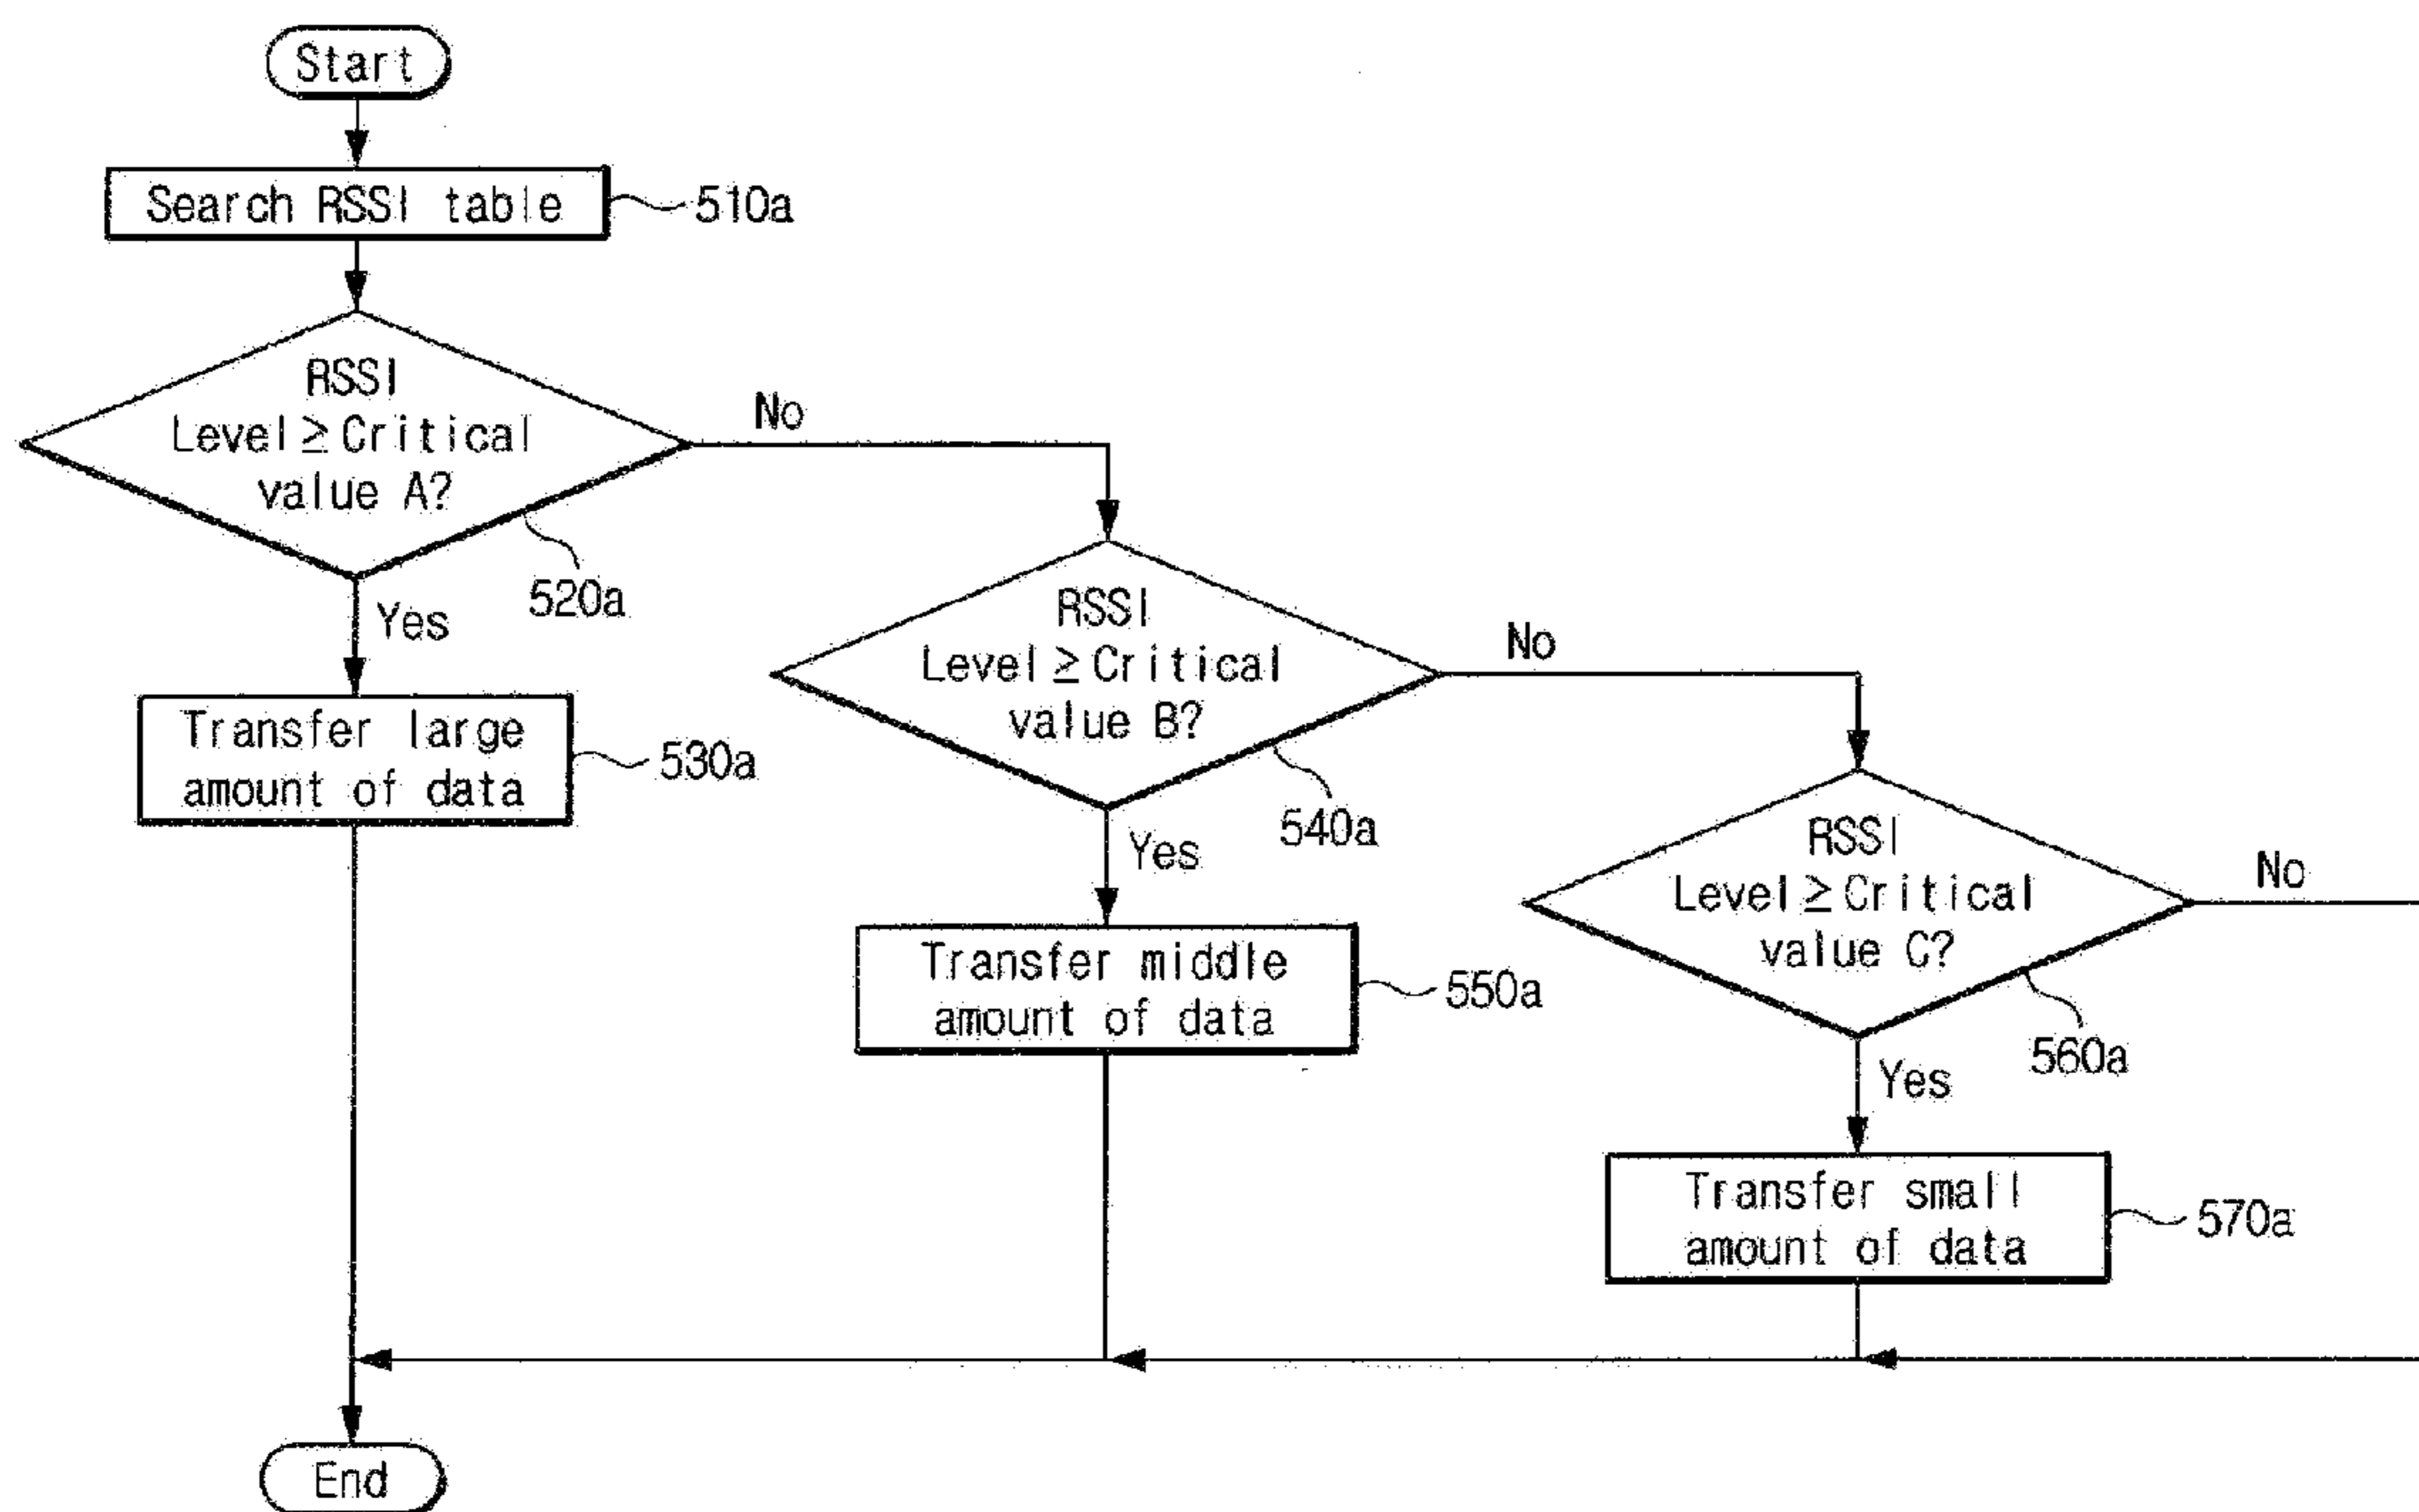 Start
Search RSSI table
510a
RSSI
Level ≥ Critical
value A?
No
520a
Yes
Transfer large
amount of data
530a
RSSI
Level ≥ Critical
value B?
No
540a
Yes
Transfer middle
amount of data
550a
RSSI
Level ≥ Critical
value C?
No
560a
Yes
Transfer small
amount of data
570a
End